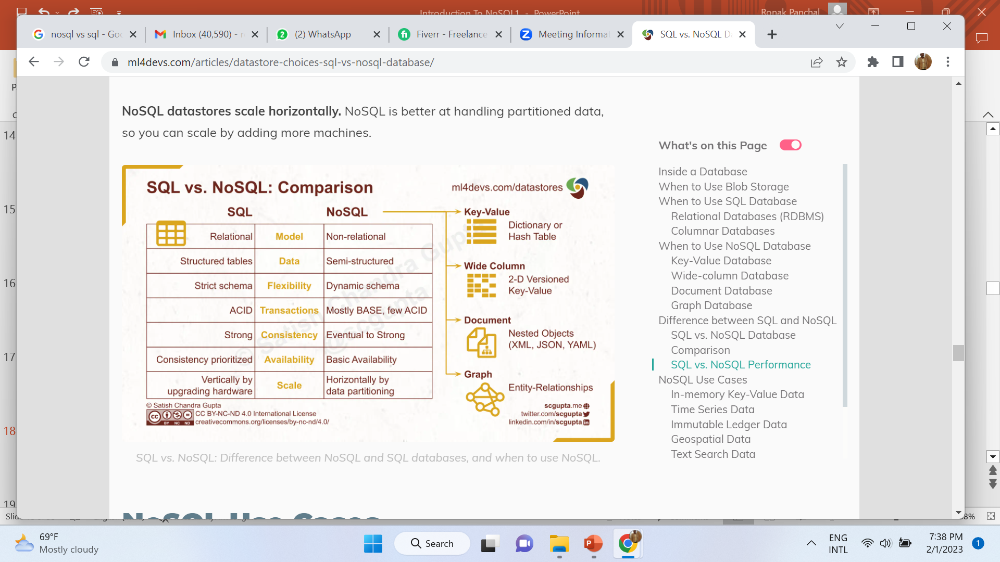 Introduction To NoSQL1 - PowerPoint
Ronak Panchal
nosql vs sql - Goo
Inbox (40,590) - r
(2) WhatsApp
Fiverr - Freelance
Meeting Informat
SQL vs. NoSQL D
ml4devs.com/articles/datastore-choices-sql-vs-nosql-database/
14
15
16
17
18
19
NoSQL datastores scale horizontally. NoSQL is better at handling partitioned data,
so you can scale by adding more machines.
SQL vs. NoSQL: Comparison
ml4devs.com/datastores
SQL NoSQL
Relational Model Non-relational
Structured tables Data Semi-structured
Strict schema Flexibility Dynamic schema
ACID Transactions Mostly BASE, few ACID
Strong Consistency Eventual to Strong
Consistency prioritized Availability Basic Availability
Vertically by
upgrading hardware
Scale
Horizontally by
data partitioning
Key-Value
Dictionary or
Hash Table
Wide Column
2-D Versioned
Key-Value
Document
Nested Objects
(XML, JSON, YAML)
Graph
Entity-Relationships
© Satish Chandra Gupta
@scgupta
© Satish Chandra Gupta
CC BY-NC-ND 4.0 International License
creativecommons.org/licenses/by-nc-nd/4.0/
cc BY NC ND
scgupta.me
twitter.com/scgupta
linkedin.com/in/scgupta
SQL vs. NoSQL: Difference between NoSQL and SQL databases, and when to use NoSQL.
NoSQL Use Cases
What's on this Page
Inside a Database
When to Use Blob Storage
When to Use SQL Database
Relational Databases (RDBMS)
Columnar Databases
When to Use NoSQL Database
Key-Value Database
Wide-column Database
Document Database
Graph Database
Difference between SQL and NoSQL
SQL vs. NoSQL Database
Comparison
SQL vs. NoSQL Performance
NoSQL Use Cases
In-memory Key-Value Data
Time Series Data
Immutable Ledger Data
Geospatial Data
Text Search Data
69°F
Mostly cloudy
Search
ENG
INTL
7:38 PM
2/1/2023
1